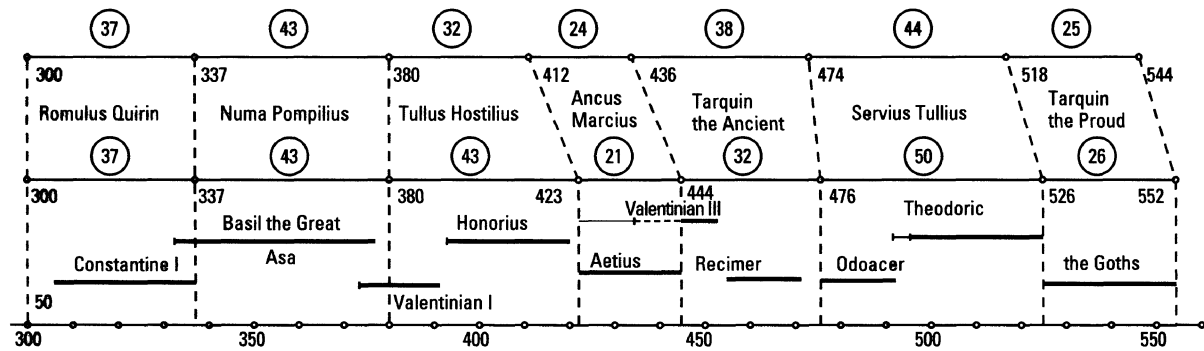 37 43 32 24 38 44 25
300 337 380 412 436 474 518 544
Romulus Quirin Numa Pompilius Tullus Hostilius Ancus Marcius Tarquin the Ancient Servius Tullius Tarquin the Proud
37 43 43 21 32 50 26
300 337 380 423 444 476 526 552
Valentinian III
Basil the Great Honorius Theodoric
Asa
Constantine I Aetius Recimer Odoacer the Goths
50 Valentinian I
300 350 400 450 500 550